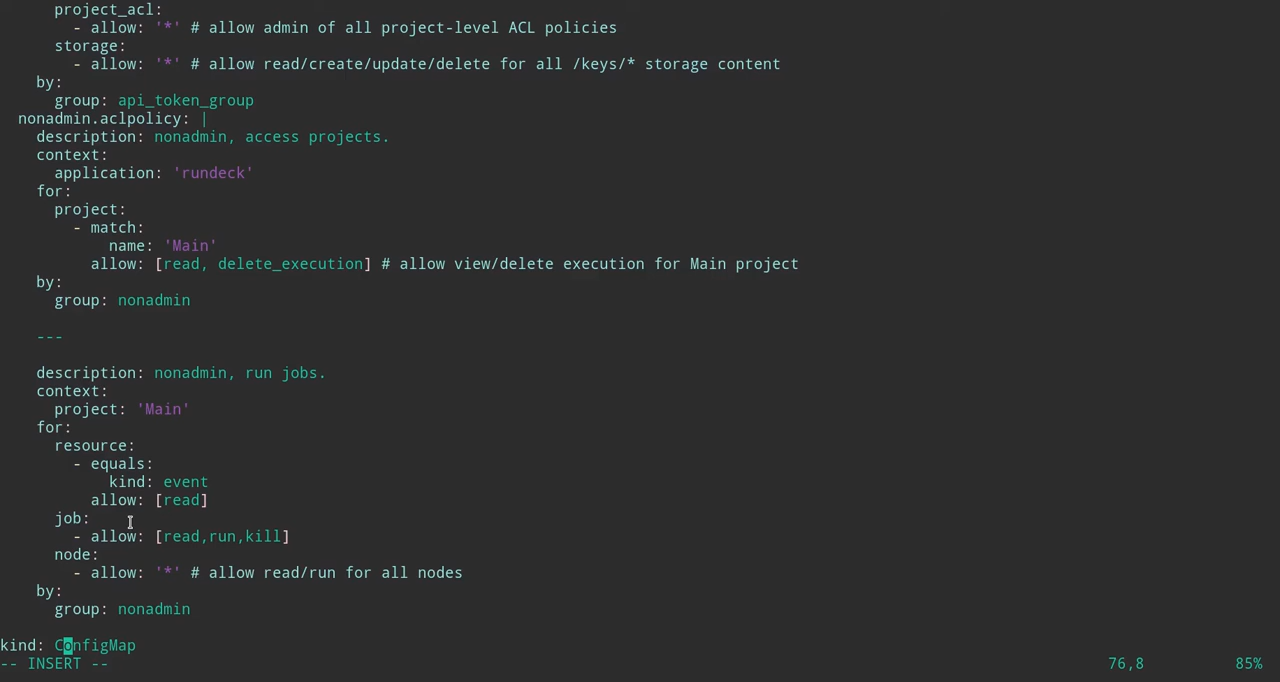 project_acl:
- allow: '*' # allow admin of all project-level ACL policies
storage:
- allow: '*' # allow read/create/update/delete for all /keys/* storage content
by:
group: api_token_group
nonadmin.aclpolicy: |
description: nonadmin, access projects.
context:
application: 'rundeck'
for:
project:
- match:
name: 'Main'
allow: [read, delete_execution] # allow view/delete execution for Main project
by:
group: nonadmin
---
description: nonadmin, run jobs.
context:
project: 'Main'
for:
resource:
- equals:
kind: event
allow: [read]
job:
- allow: [read,run,kill]
node:
- allow: '*' # allow read/run for all nodes
by:
group: nonadmin
kind: ConfigMap
-- INSERT -- 76,8 85%